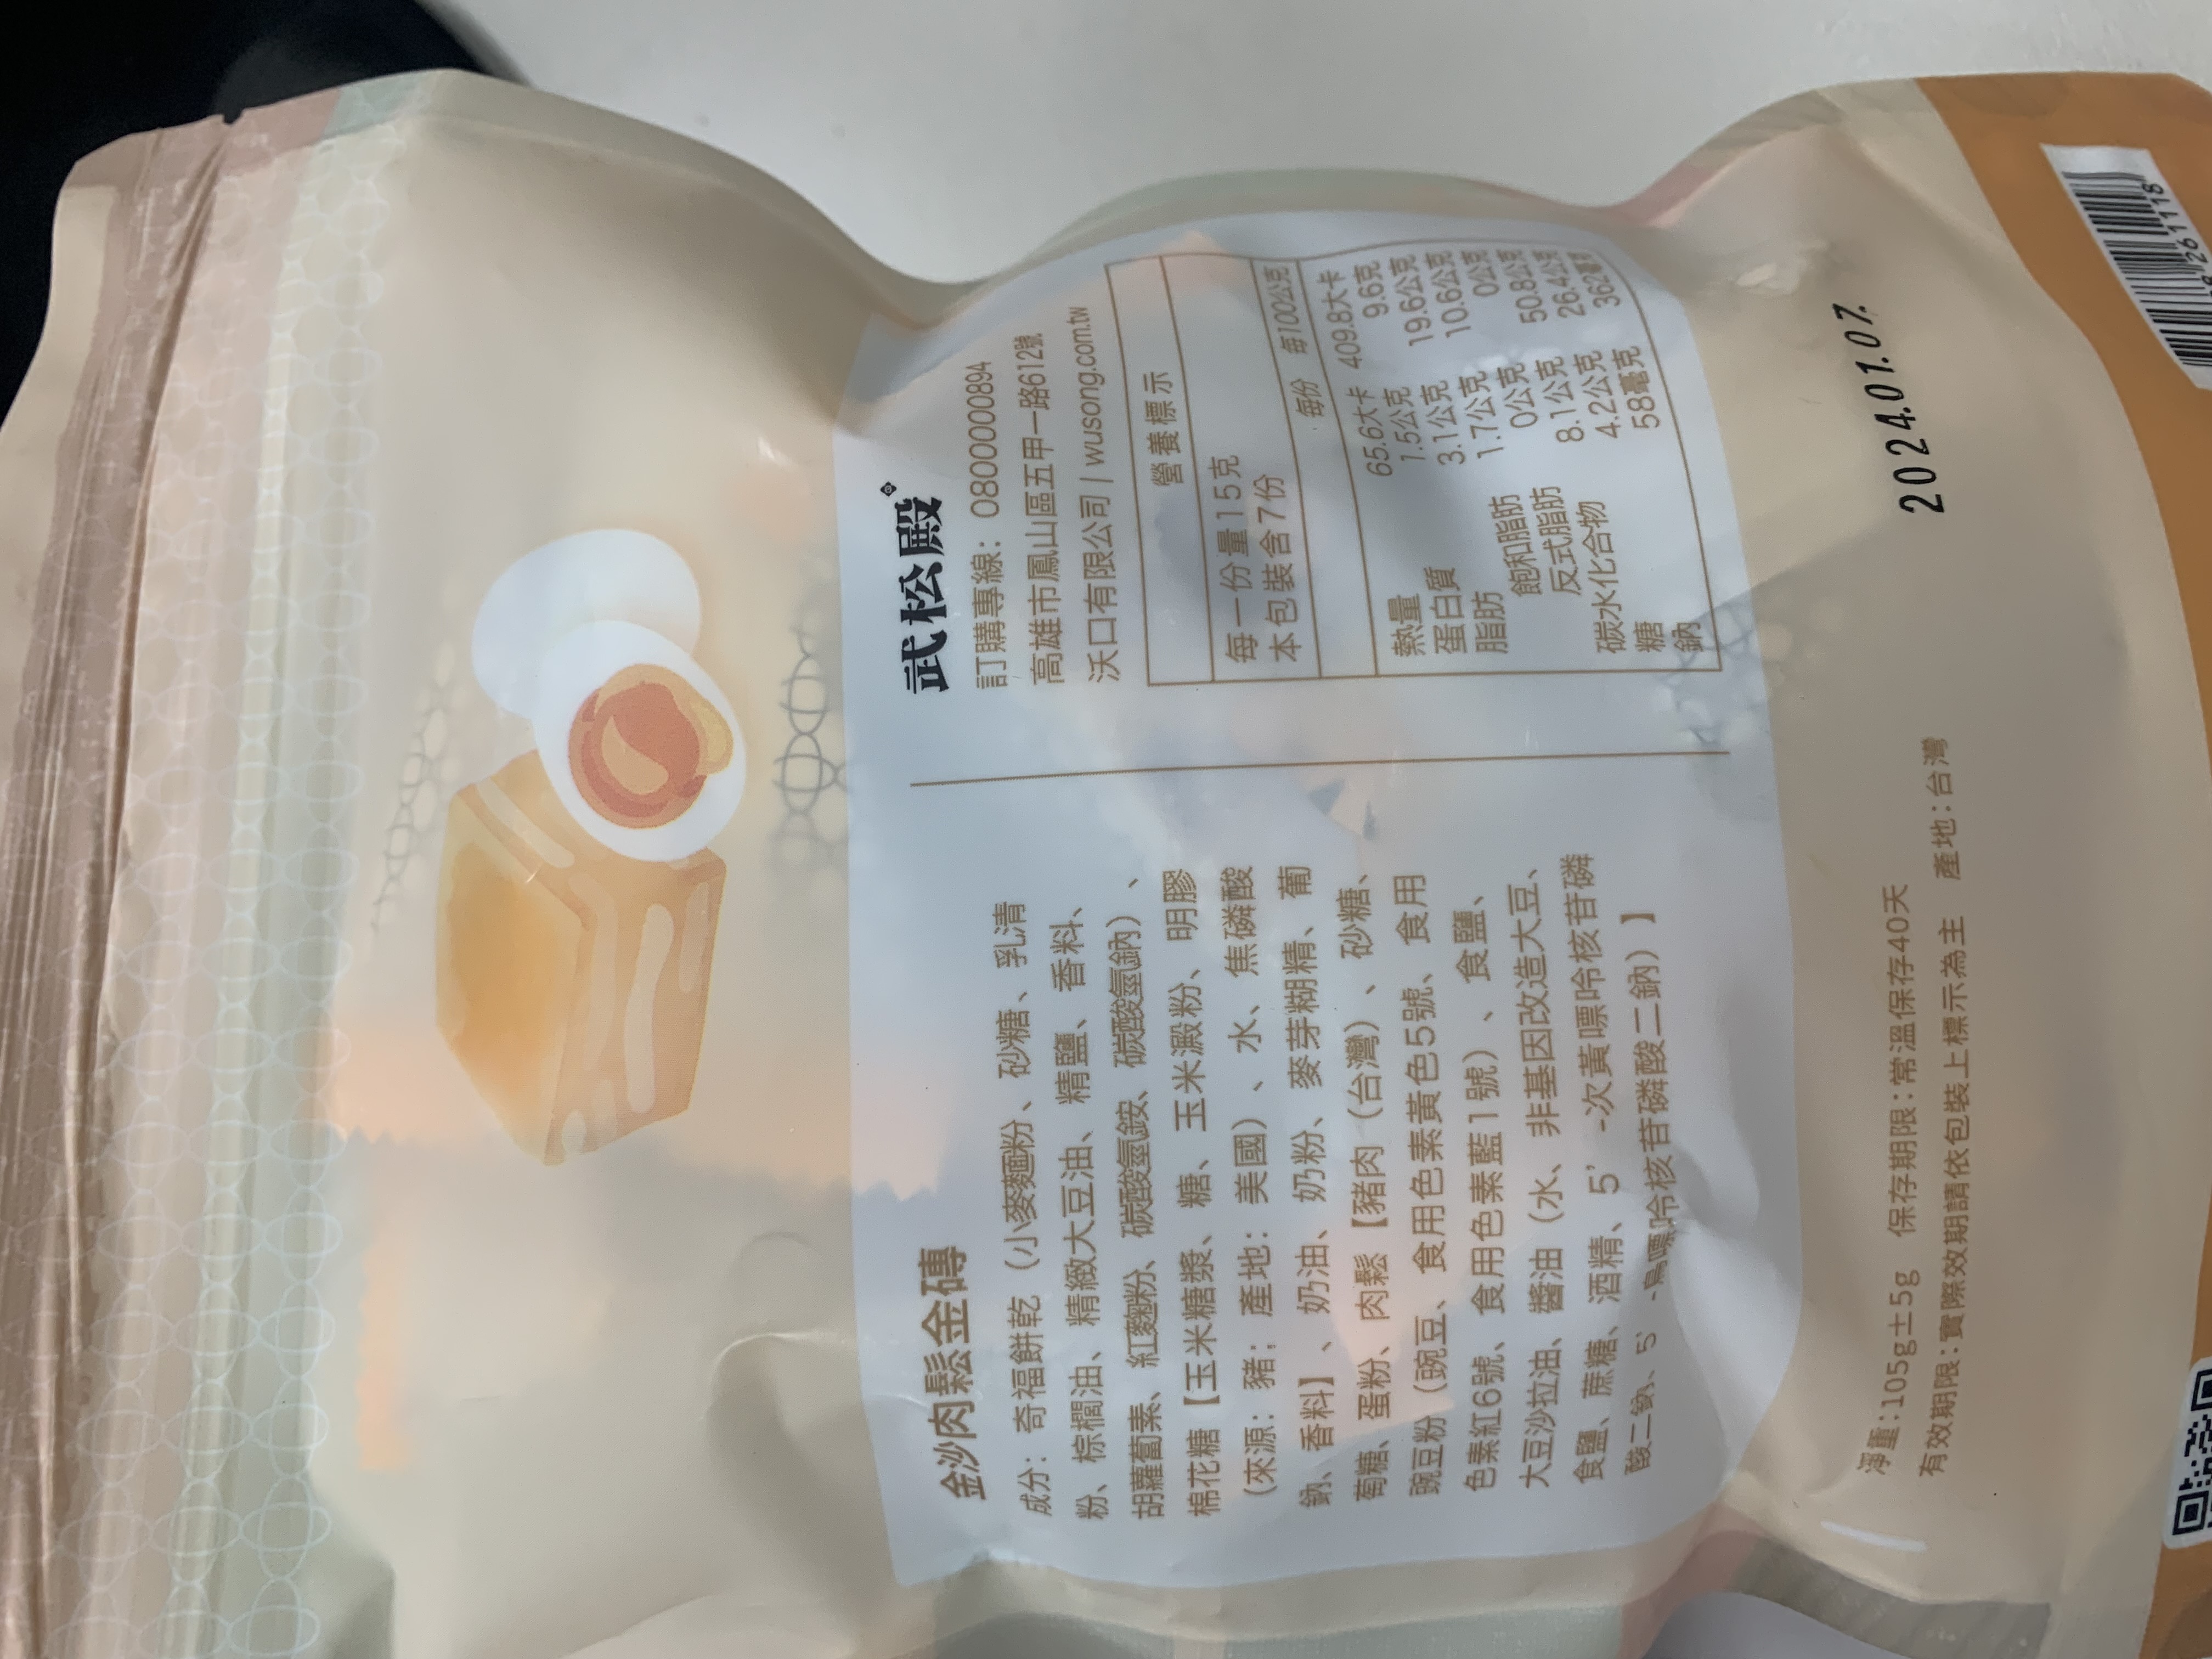 金沙肉鬆金磚
成分：奇福餅乾（小麥麵粉、砂糖、乳清
粉、棕櫚油、精緻大豆油、精鹽、香料、
胡蘿蔔素、紅麴粉、碳酸氫銨、碳酸氫鈉）、
棉花糖【玉米糖漿、糖、玉米澱粉、明膠
（來源：豬；產地：美國）、水、焦磷酸
鈉、香料】、奶油、奶粉、麥芽糊精、葡
萄糖、蛋粉、肉鬆【豬肉（台灣）、砂糖、
豌豆粉（豌豆、食用色素黃色5號、食用
色素紅6號、食用色素藍1號）、食鹽、
大豆沙拉油、醬油（水、非基因改造大豆、
食鹽、蔗糖、酒精、5’-次黃嘌呤核苷磷
酸二鈉、5’-鳥嘌呤核苷磷酸二鈉）】
武松殿
訂購專線：0800000894
高雄市鳳山區五甲一路612號
沃口有限公司 | wusong.com.tw
營養標示
每一份量15克
本包裝含7份
每份 每100公克
熱量 65.6大卡 409.8大卡
蛋白質 1.5公克 9.6克
脂肪 3.1公克 19.6公克
飽和脂肪 1.7公克 10.6公克
反式脂肪 0公克 0公克
碳水化合物 8.1公克 50.8公克
糖 4.2公克 26.4公克
鈉 58毫克 362毫克
淨重：105g±5g 保存期限：常溫保存40天
有效期限：實際效期請依包裝上標示為主 產地：台灣
2024.01.07.